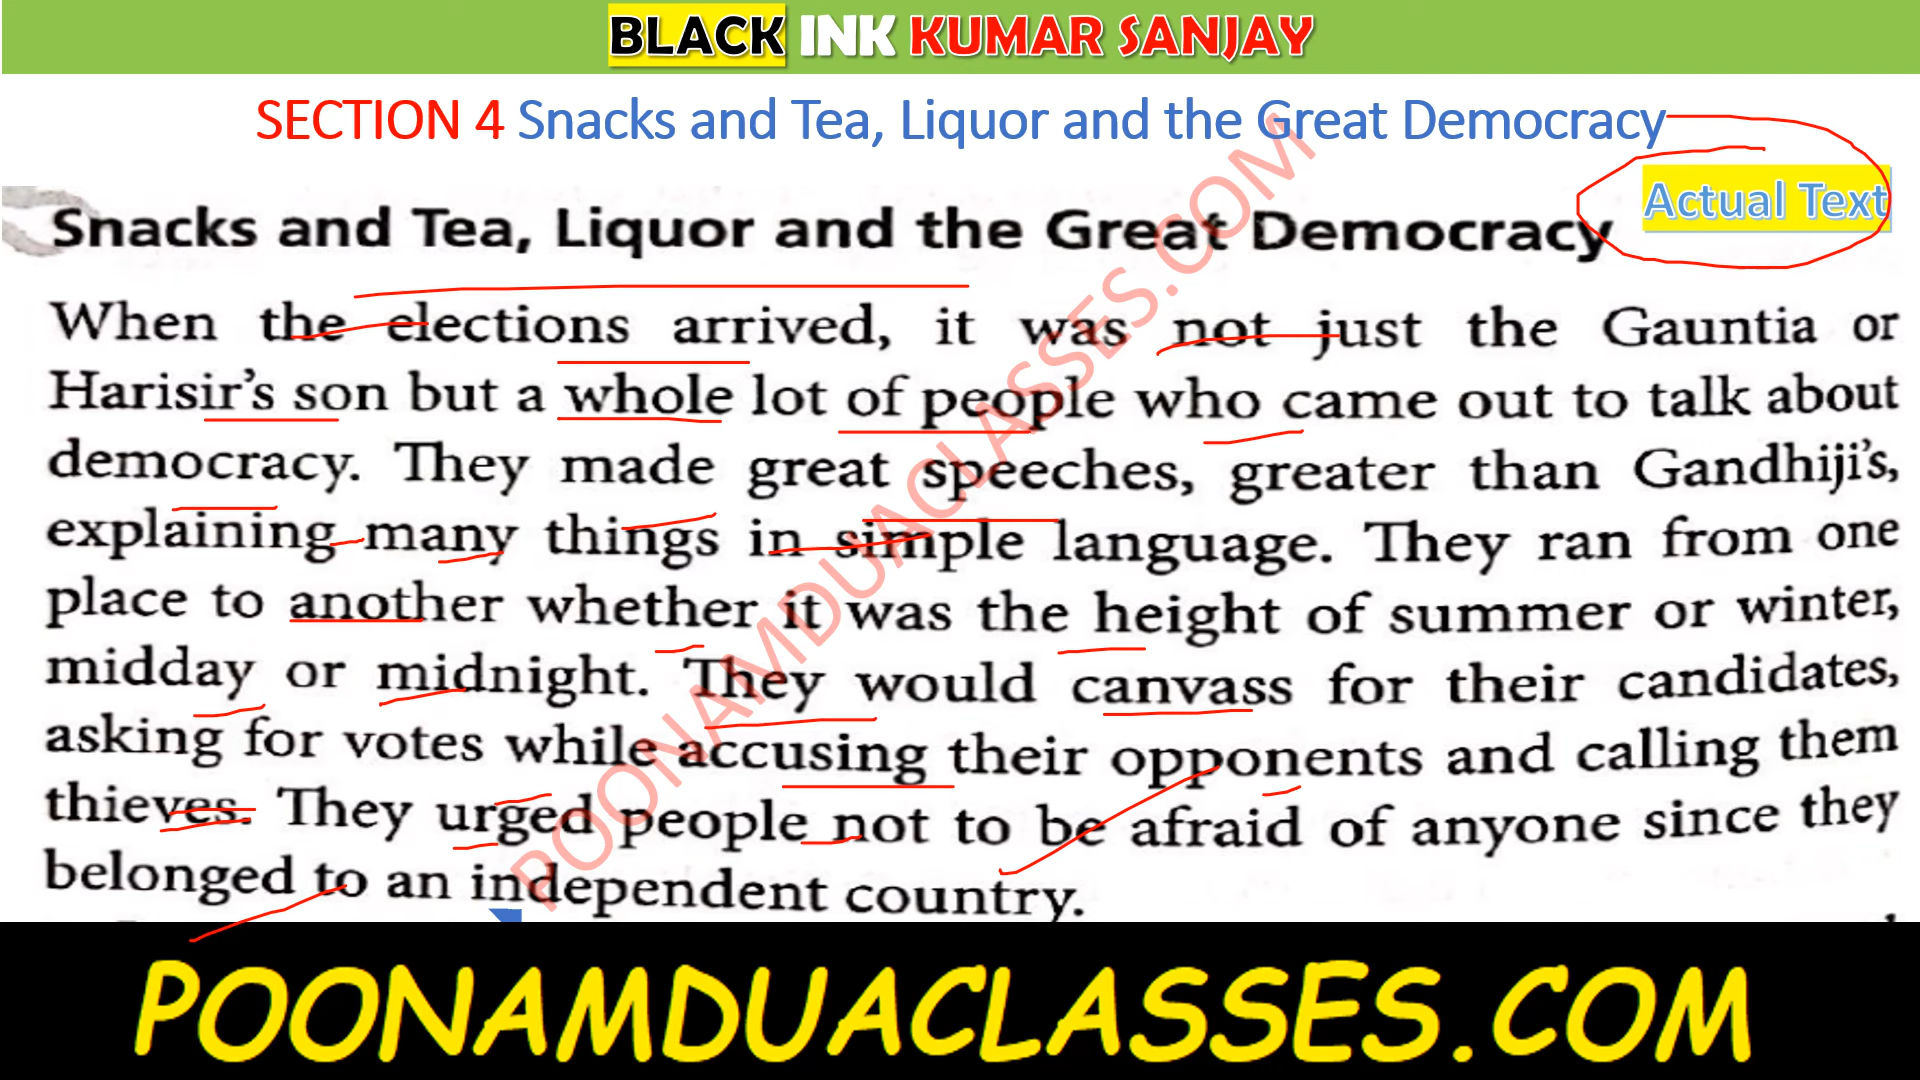 BLACK INK KUMAR SANJAY
SECTION 4 Snacks and Tea, Liquor and the Great Democracy
Actual Text
Snacks and Tea, Liquor and the Great Democracy
When the elections arrived, it was not just the Gauntia or
Harisir's son but a whole lot of people who came out to talk about
democracy. They made great speeches, greater than Gandhiji's,
explaining many things in simple language. They ran from one
place to another whether it was the height of summer or winter,
midday or midnight. They would canvass for their candidates,
asking for votes while accusing their opponents and calling them
thieves. They urged people not to be afraid of anyone since they
belonged to an independent country.
POONAMDUACLASSES.COM
POONAMDUACLASSES.COM